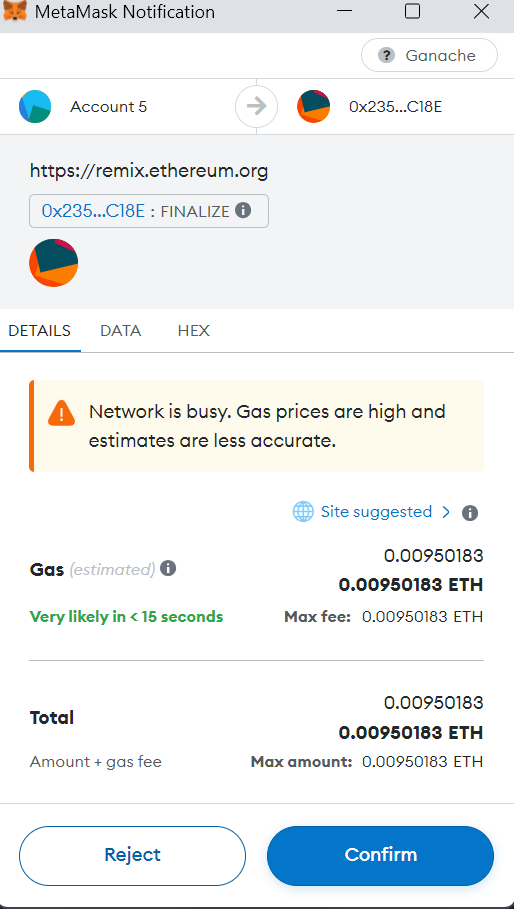 MetaMask Notification
? Ganache
Account 5
0x235...C18E
https://remix.ethereum.org
0x235...C18E : FINALIZE
DETAILS DATA HEX
Network is busy. Gas prices are high and
estimates are less accurate.
Site suggested >
0.00950183
Gas (estimated) 0.00950183 ETH
Very likely in < 15 seconds Max fee: 0.00950183 ETH
0.00950183
Total 0.00950183 ETH
Amount + gas fee Max amount: 0.00950183 ETH
Reject Confirm